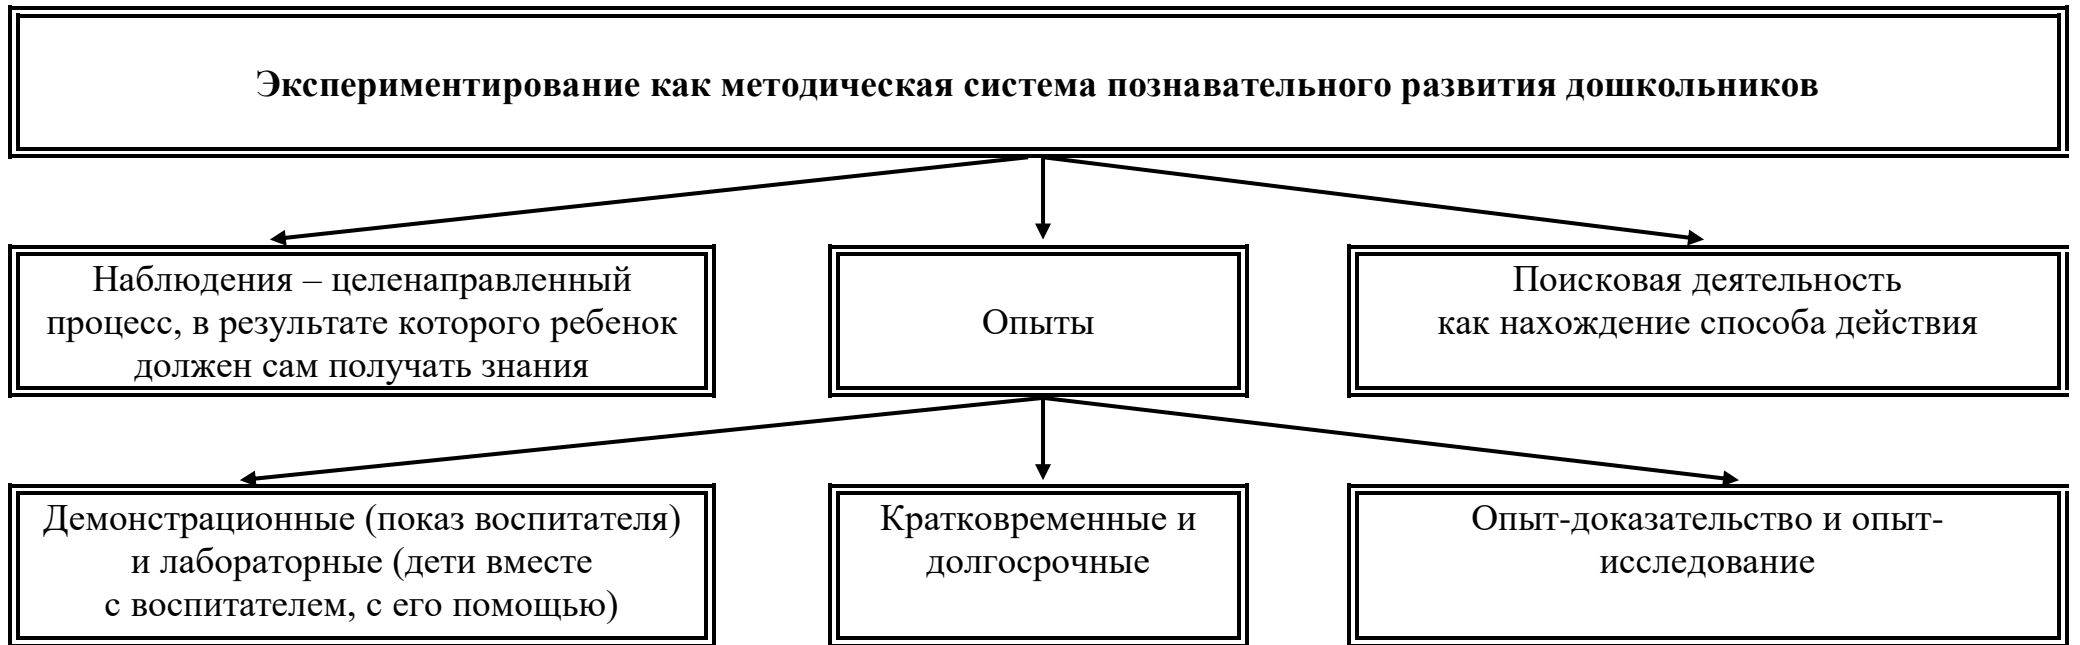 Экспериментирование как методическая система познавательного развития дошкольников
Наблюдения – целенаправленный
процесс, в результате которого ребенок
должен сам получать знания
Опыты
Поисковая деятельность
как нахождение способа действия
Демонстрационные (показ воспитателя)
и лабораторные (дети вместе
с воспитателем, с его помощью)
Кратковременные и
долгосрочные
Опыт-доказательство и опыт-
исследование